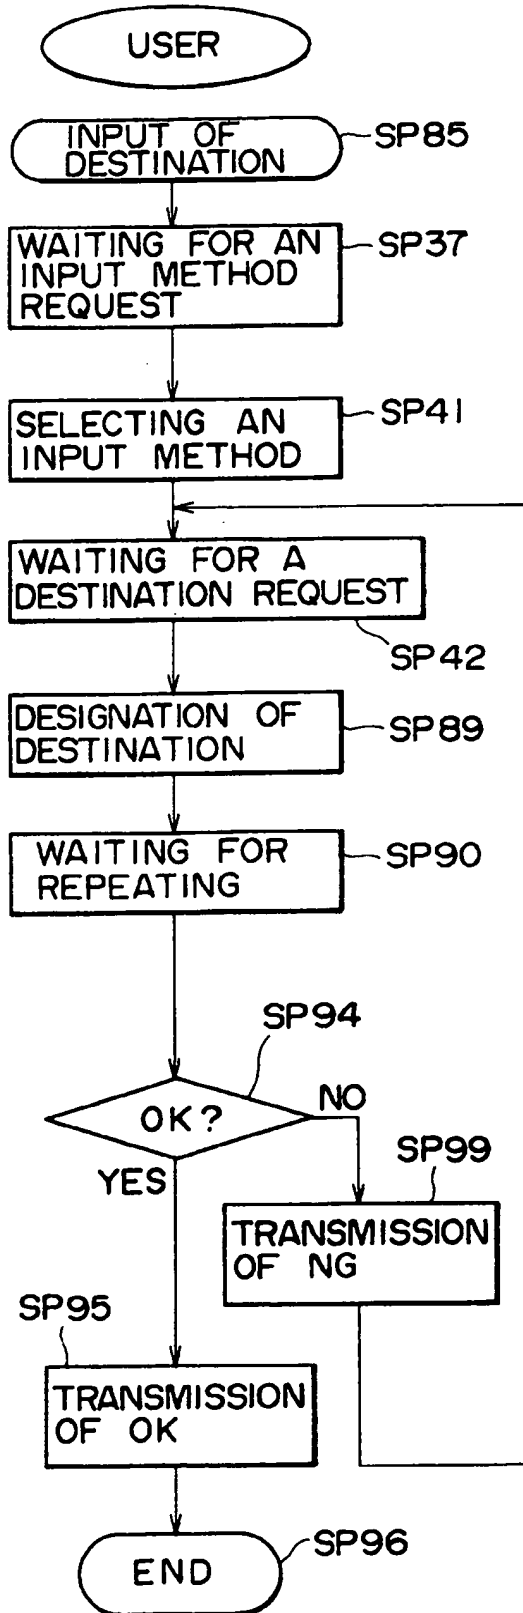 USER
INPUT OF
DESTINATION
SP85
WAITING FOR AN
INPUT METHOD
REQUEST
SP37
SELECTING AN
INPUT METHOD
SP41
WAITING FOR A
DESTINATION REQUEST
SP42
DESIGNATION OF
DESTINATION
SP89
WAITING FOR
REPEATING
SP90
SP94
OK?
NO
YES
SP99
TRANSMISSION
OF NG
SP95
TRANSMISSION
OF OK
END
SP96